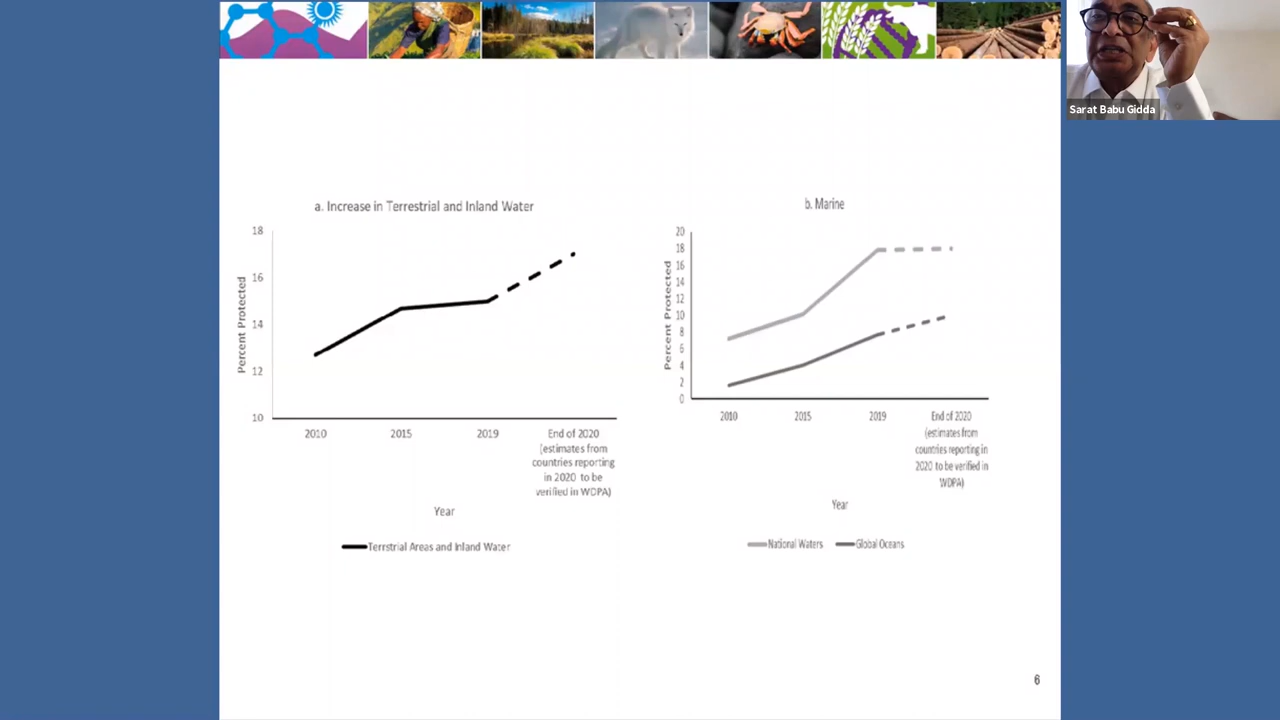 Sarat Babu Gidda
a. Increase in Terrestrial and Inland Water
18
16
14
12
10
Percent Protected
2010
2015
2019
End of 2020
(estimates from
countries reporting
in 2020 to be
verified in WDPA)
Year
Terrstrial Areas and Inland Water
b. Marine
20
18
16
14
12
10
8
6
4
2
0
Percent Protected
2010
2015
2019
End of 2020
(estimates from
countries reporting in
2020 to be verified in
WDPA)
Year
National Waters
Global Oceans
6